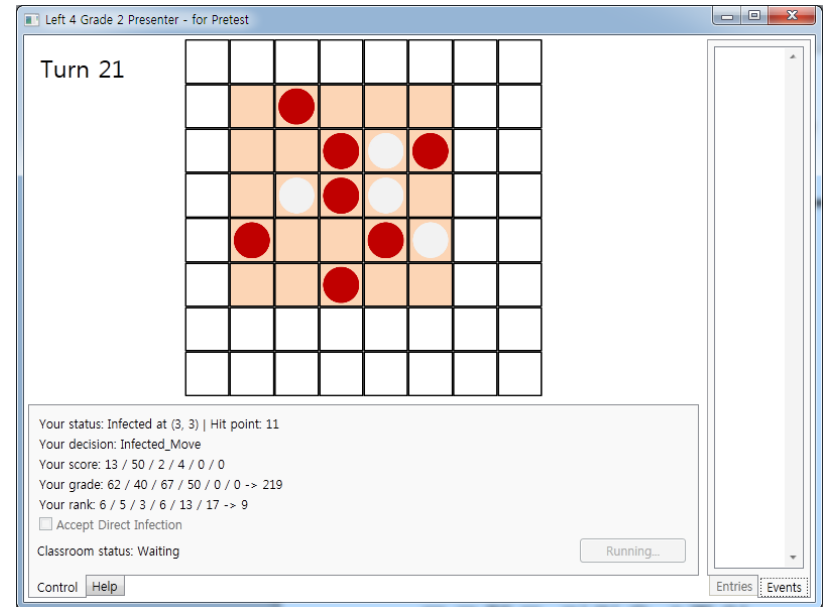 Left 4 Grade 2 Presenter - for Pretest
Turn 21
Your status: Infected at (3, 3) | Hit point: 11
Your decision: Infected_Move
Your score: 13 / 50 / 2 / 4 / 0 / 0
Your grade: 62 / 40 / 67 / 50 / 0 / 0 -> 219
Your rank: 6 / 5 / 3 / 6 / 13 / 17 -> 9
Accept Direct Infection
Classroom status: Waiting
Running...
Control Help
Entries Events